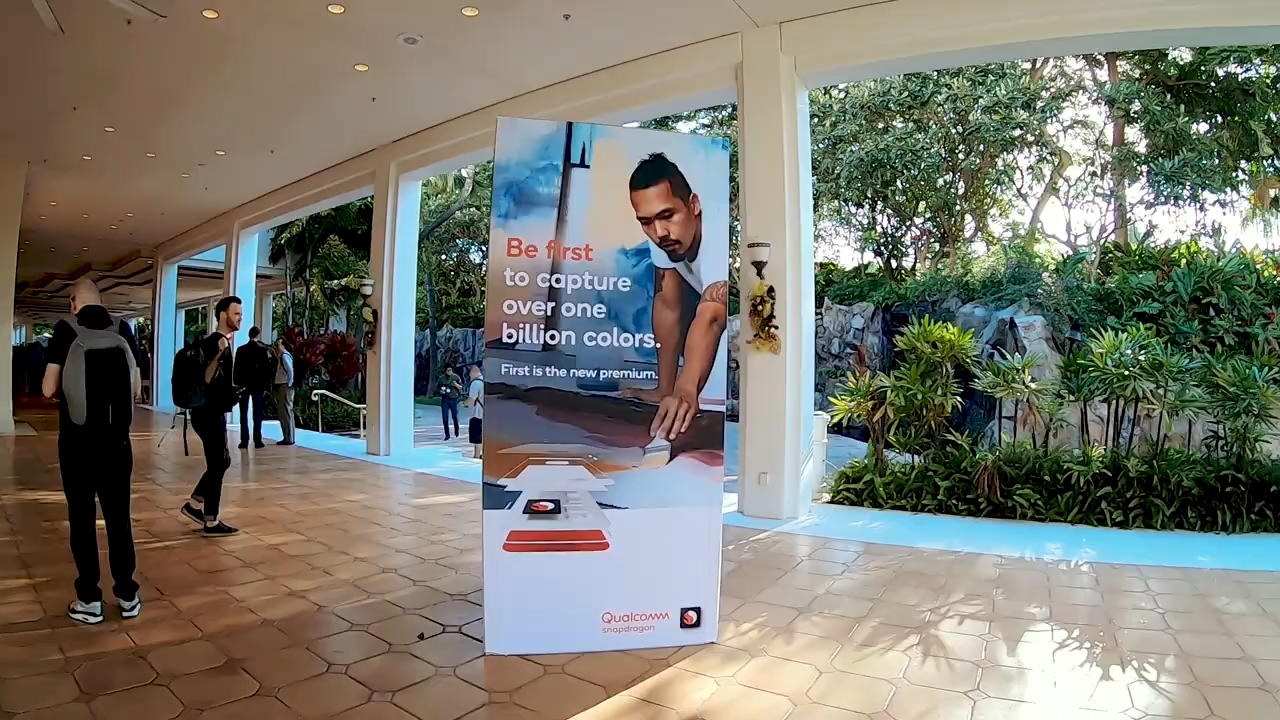 Be first
to capture
over one
billion colors.
First is the new premium.
Qualcomm
snapdragon